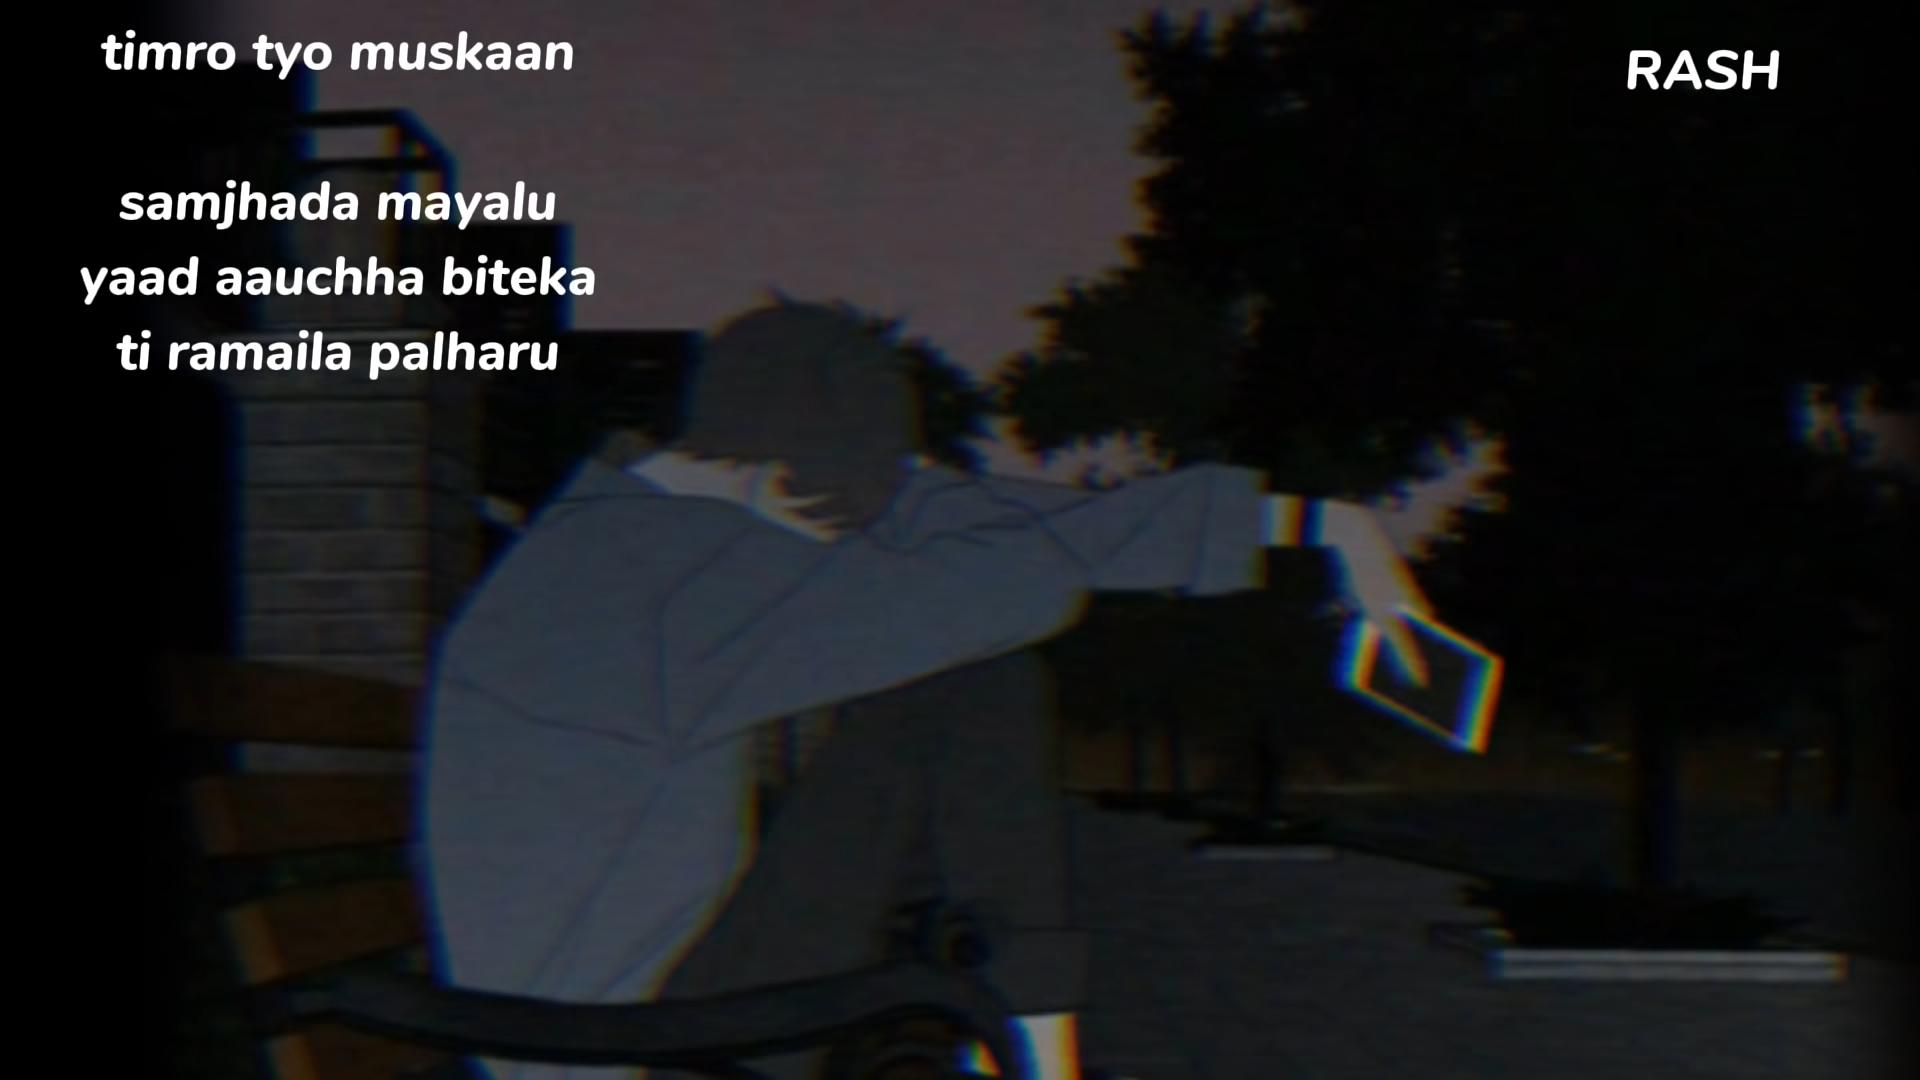 timro tyo muskaan
RASH
samjhada mayalu
yaad aauchha biteka
ti ramaila palharu